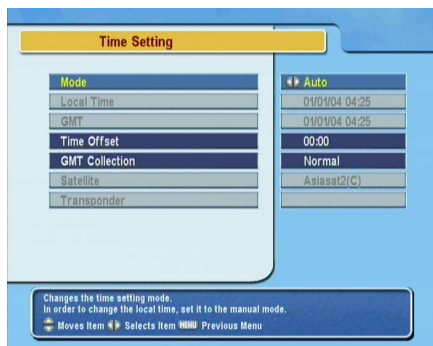 Time Setting
Mode Auto
Local Time 01/01/04 04:25
GMT 01/01/04 04:25
Time Offset 00:00
GMT Collection Normal
Satellite Asiasat2(C)
Transponder
Changes the time setting mode.
In order to change the local time, set it to the manual mode.
Moves Item Selects Item MENU Previous Menu